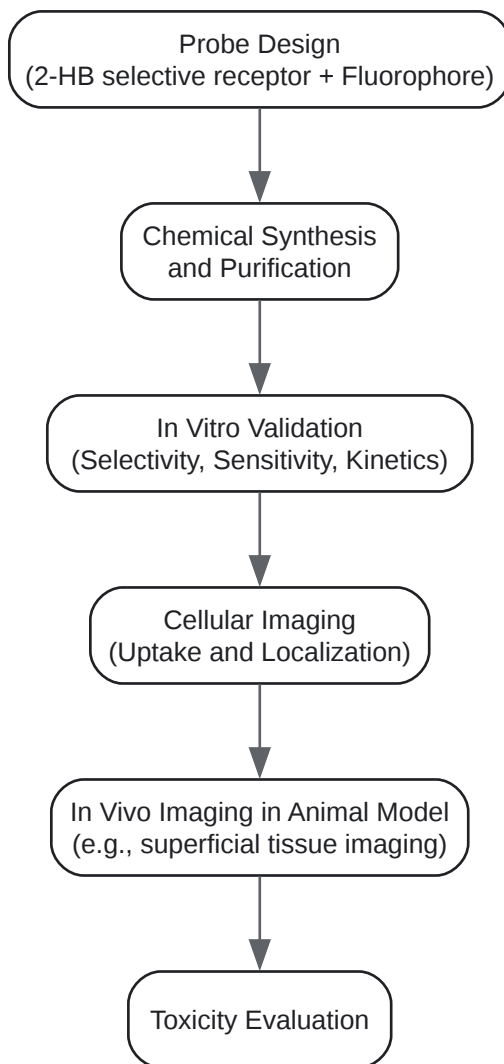 Probe Design
(2-HB selective receptor + Fluorophore)
Chemical Synthesis
and Purification
In Vitro Validation
(Selectivity, Sensitivity, Kinetics)
Cellular Imaging
(Uptake and Localization)
In Vivo Imaging in Animal Model
(e.g., superficial tissue imaging)
Toxicity Evaluation